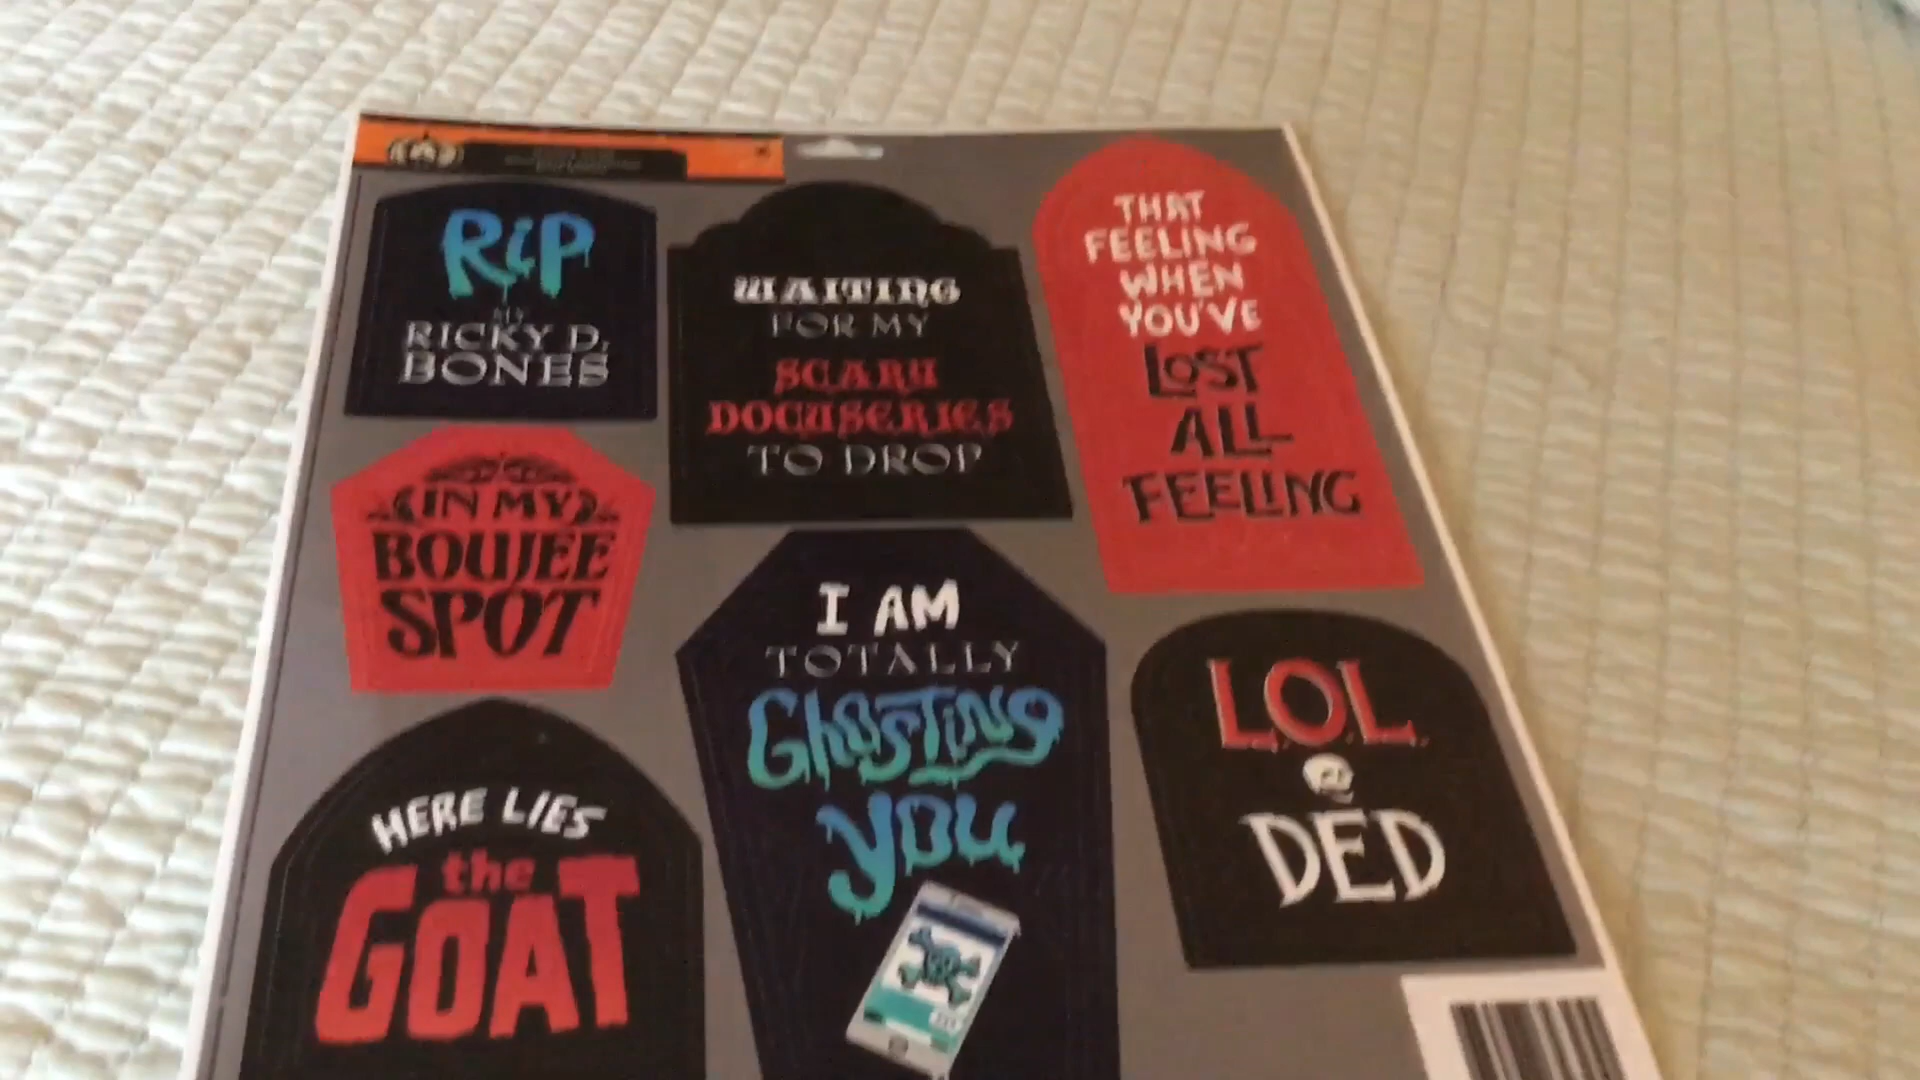 RiP
MY
RICKY D.
BONES
WAITING
FOR MY
SCARY
DOCUSERIES
TO DROP
THAT
FEELING
WHEN
YOU'VE
LOST
ALL
FEELING
IN MY
BOUJEE
SPOT
I AM
TOTALLY
GhOSTiNg
yOU
LOL
DED
HERE LIES
the
GOAT